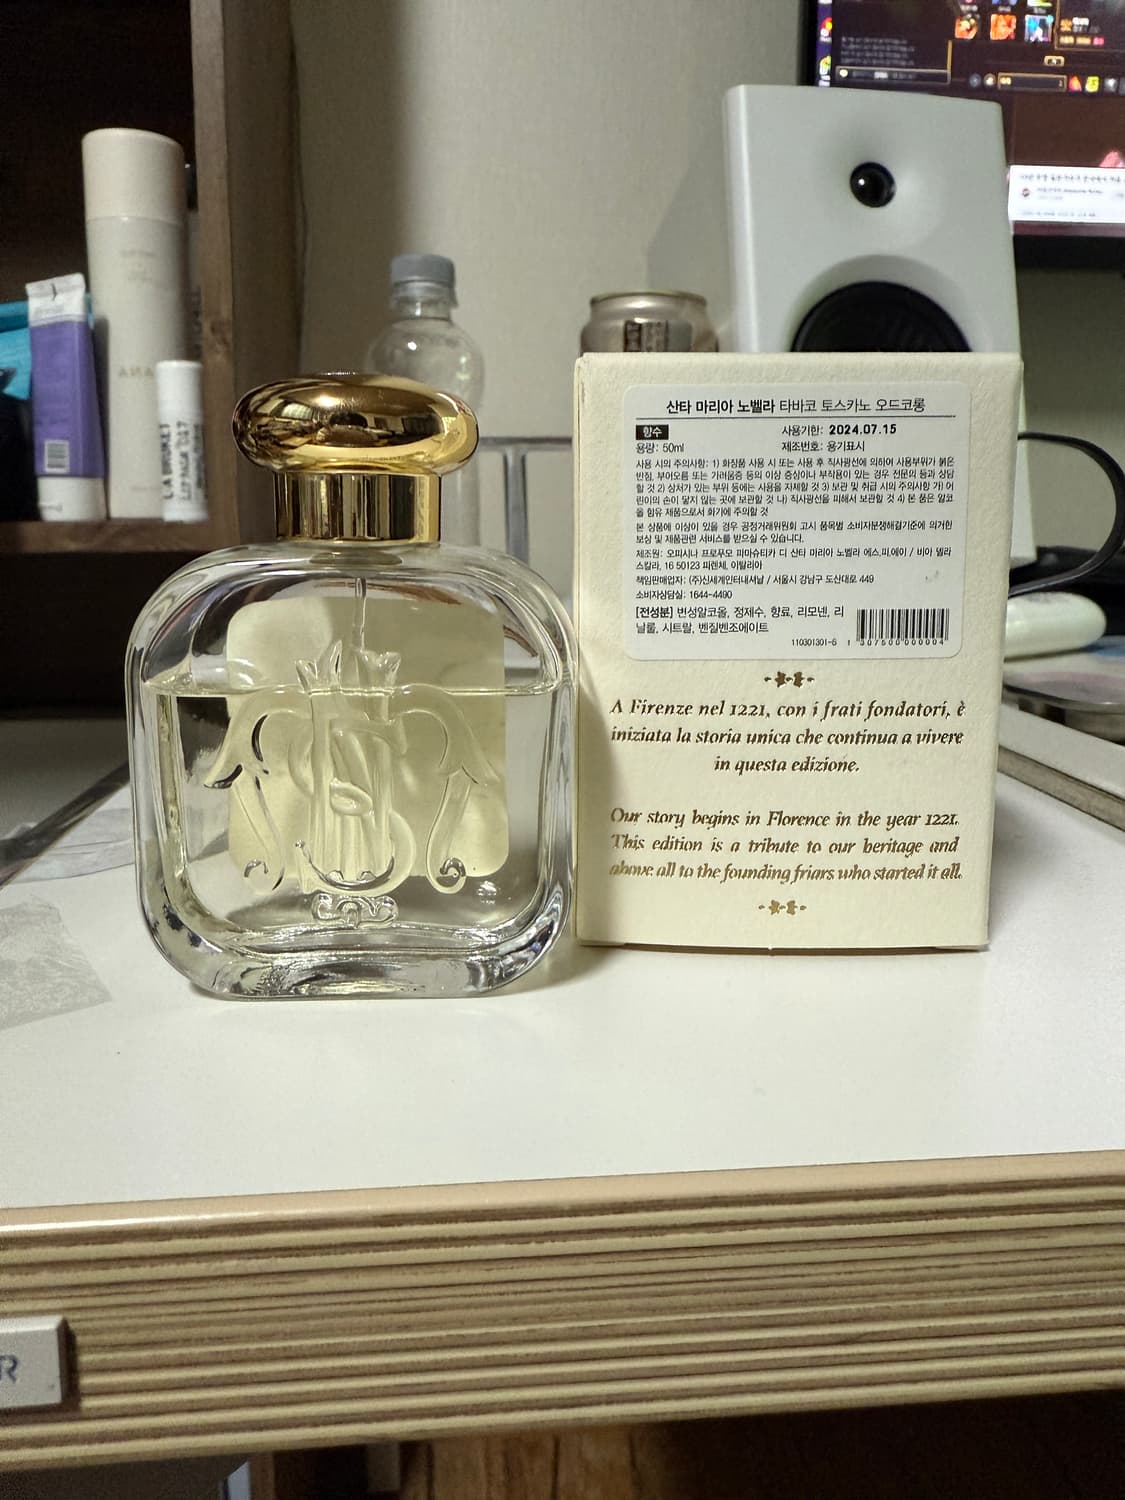 산타 마리아 노벨라 타바코 토스카노 오드코롱
향수
사용기한: 2024.07.15
용량: 50ml
제조번호: 용기표시
사용 시의 주의사항: 1) 화장품 사용 시 또는 사용 후 직사광선에 의하여 사용부위가 붉은
반점, 부어오름 또는 가려움증 등의 이상 증상이나 부작용이 있는 경우 전문의 등과 상담
할 것 2) 상처가 있는 부위 등에는 사용을 자제할 것 3) 보관 및 취급 시의 주의사항 가) 어
린이의 손이 닿지 않는 곳에 보관할 것 나) 직사광선을 피해서 보관할 것 4) 본 품은 알코
올 함유 제품으로서 화기에 주의할 것
본 상품에 이상이 있을 경우 공정거래위원회 고시 품목별 소비자분쟁해결기준에 의거한
보상 및 제품관련 서비스를 받으실 수 있습니다.
제조원: 오피시나 프로푸모 파마슈티카 디 산타 마리아 노벨라 에스.피.에이 / 비아 델라
스칼라, 16 50123 피렌체, 이탈리아
책임판매업자: (주)신세계인터내셔날 / 서울시 강남구 도산대로 449
소비자상담실: 1644-4490
[전성분] 변성알코올, 정제수, 향료, 리모넨, 리
날룰, 시트랄, 벤질벤조에이트
110301301-6
1 307500 000004
A Firenze nel 1221, con i frati fondatori, è
iniziata la storia unica che continua a vivere
in questa edizione.
Our story begins in Florence in the year 1221.
This edition is a tribute to our heritage and
above all to the founding friars who started it all.
LA BRUKET
R